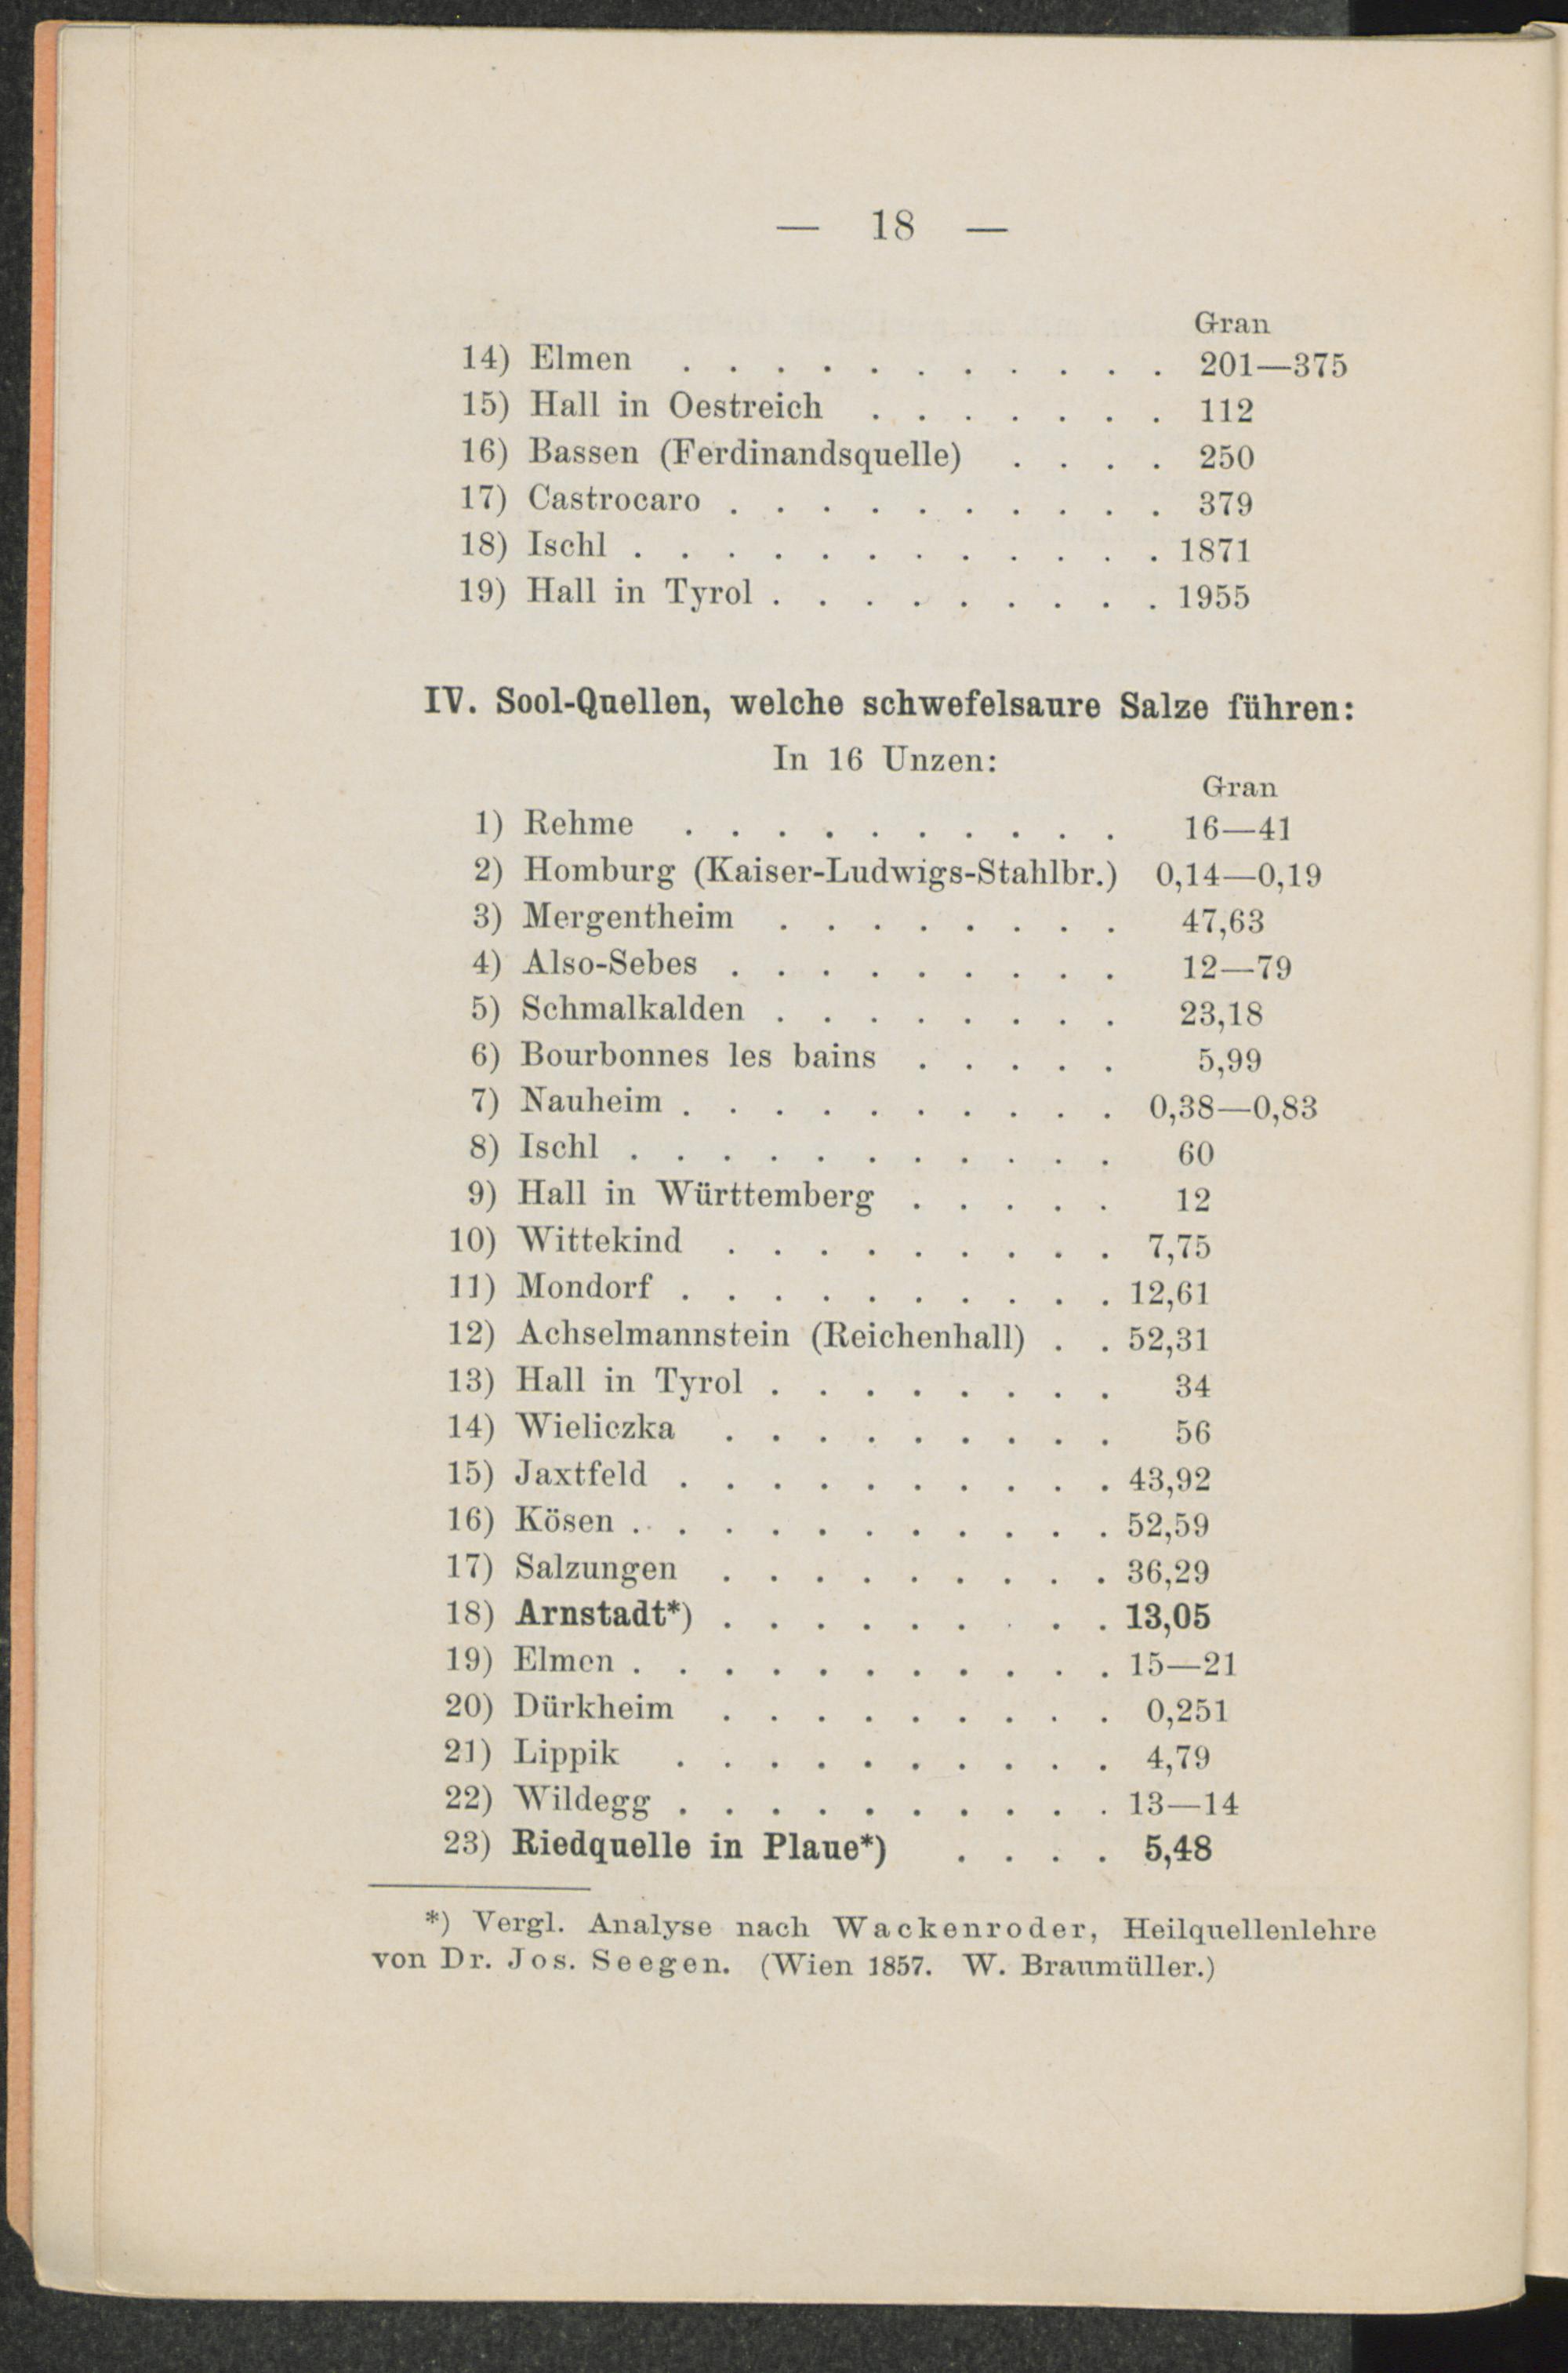 — 18 —
Gran
14) Elmen . . . . . . . . . . . 201—375
15) Hall in Oestreich . . . . . . . 112
16) Bassen (Ferdinandsquelle) . . . . 250
17) Castrocaro . . . . . . . . . . 379
18) Ischl . . . . . . . . . . . . 1871
19) Hall in Tyrol . . . . . . . . . 1955
IV. Sool-Quellen, welche schwefelsaure Salze führen:
In 16 Unzen:
Gran
1) Rehme . . . . . . . . . . 16—41
2) Homburg (Kaiser-Ludwigs-Stahlbr.) 0,14—0,19
3) Mergentheim . . . . . . . . 47,63
4) Also-Sebes . . . . . . . . . 12—79
5) Schmalkalden . . . . . . . . 23,18
6) Bourbonnes les bains . . . . . 5,99
7) Nauheim . . . . . . . . . . 0,38—0,83
8) Ischl . . . . . . . . . . . 60
9) Hall in Württemberg . . . . . 12
10) Wittekind . . . . . . . . . 7,75
11) Mondorf . . . . . . . . . . 12,61
12) Achselmannstein (Reichenhall) . . 52,31
13) Hall in Tyrol . . . . . . . . 34
14) Wieliczka . . . . . . . . . 56
15) Jaxtfeld . . . . . . . . . . 43,92
16) Kösen . . . . . . . . . . . 52,59
17) Salzungen . . . . . . . . . 36,29
18) Arnstadt*) . . . . . . . . . 13,05
19) Elmen . . . . . . . . . . . 15—21
20) Dürkheim . . . . . . . . . 0,251
21) Lippik . . . . . . . . . . 4,79
22) Wildegg . . . . . . . . . . 13—14
23) Riedquelle in Plaue*) . . . . 5,48
*) Vergl. Analyse nach Wackenroder, Heilquellenlehre
von Dr. Jos. Seegen. (Wien 1857. W. Braumüller.)